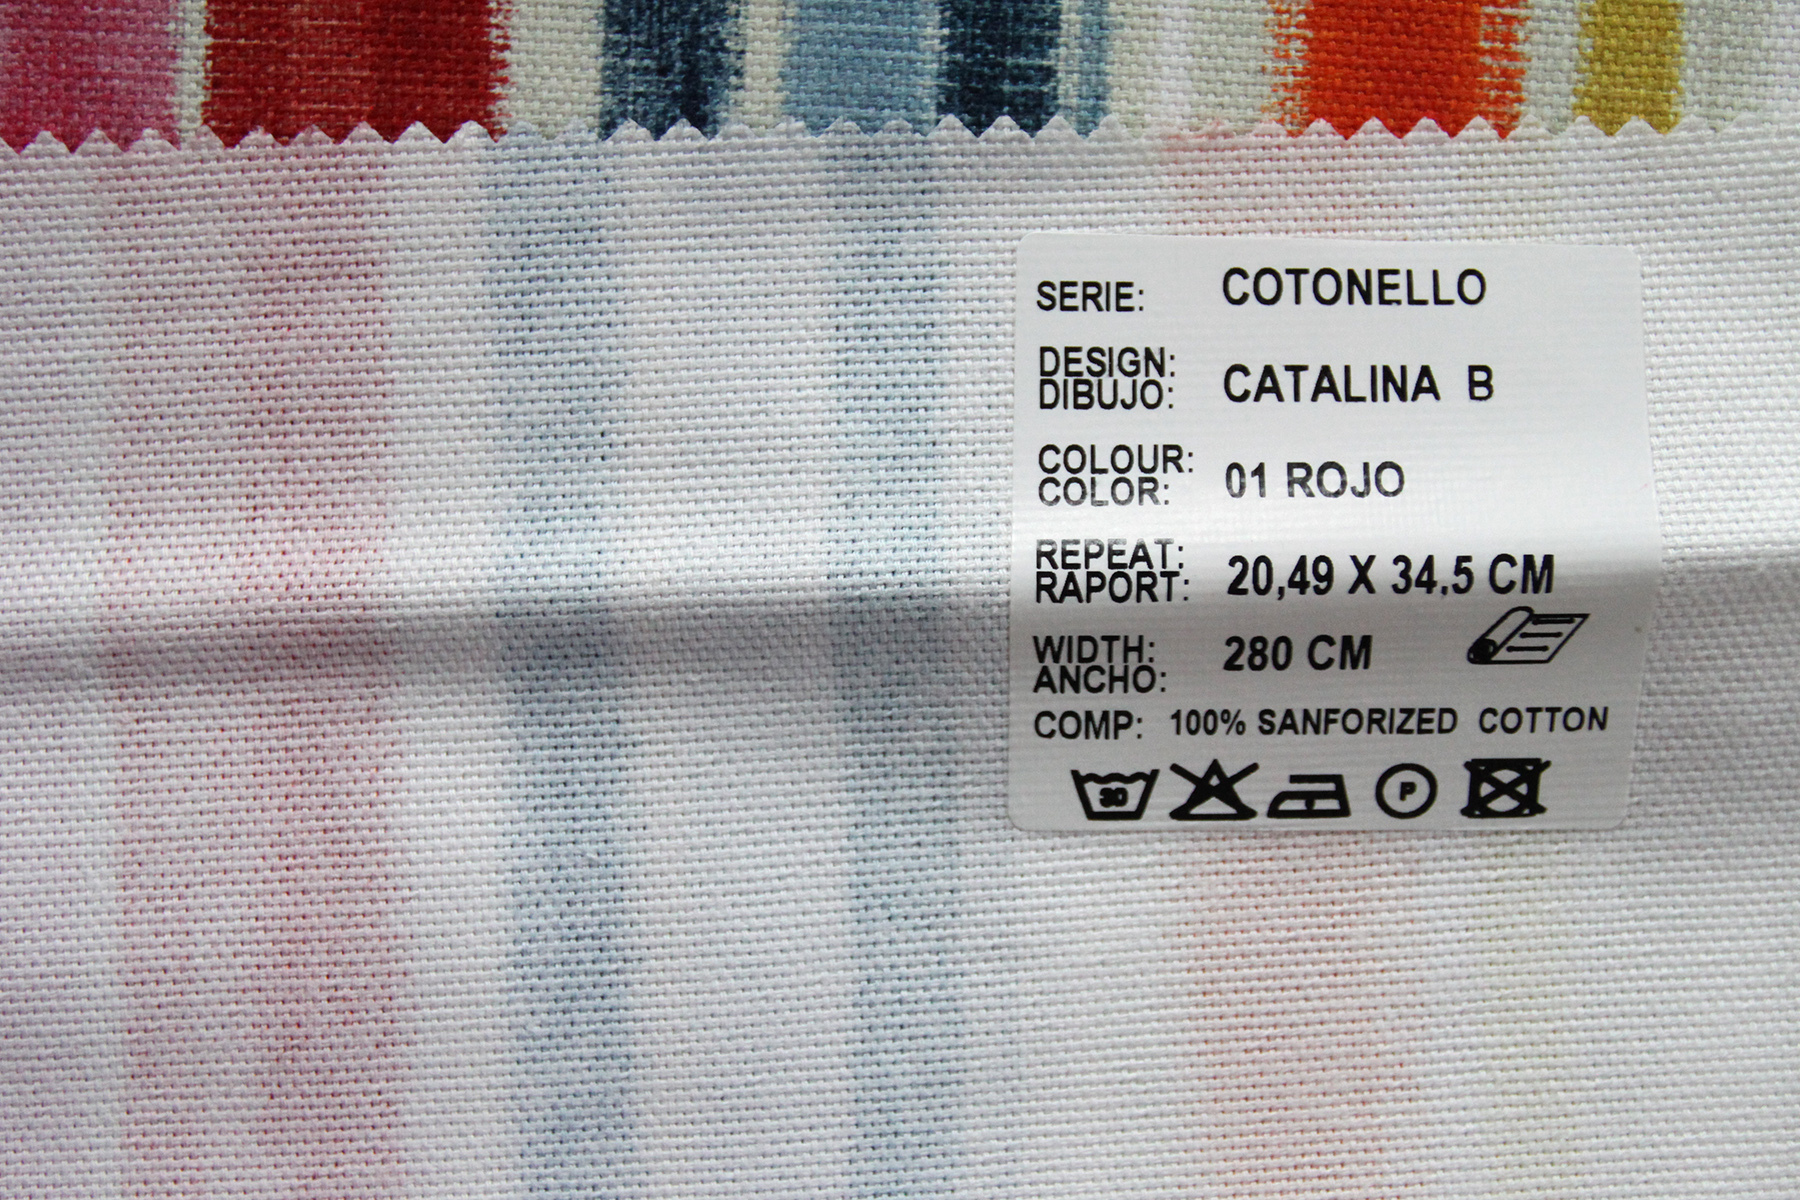 SERIE: COTONELLO
DESIGN:
DIBUJO: CATALINA B
COLOUR:
COLOR: 01 ROJO
REPEAT:
RAPORT: 20,49 X 34,5 CM
WIDTH:
ANCHO: 280 CM
COMP: 100% SANFORIZED COTTON
30 P